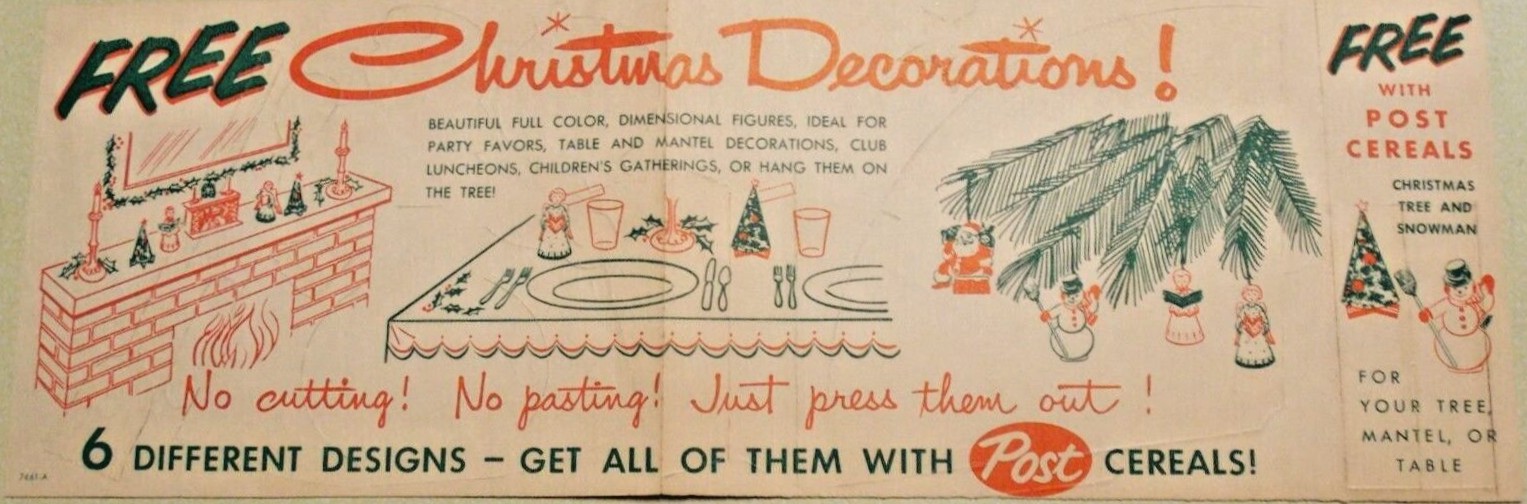 FREE Christmas Decorations!
BEAUTIFUL FULL COLOR, DIMENSIONAL FIGURES, IDEAL FOR
PARTY FAVORS, TABLE AND MANTEL DECORATIONS, CLUB
LUNCHEONS, CHILDREN'S GATHERINGS, OR HANG THEM ON
THE TREE!
No cutting! No pasting! Just press them out!
6 DIFFERENT DESIGNS – GET ALL OF THEM WITH Post CEREALS!
7661-A
FREE
WITH
POST
CEREALS
CHRISTMAS
TREE AND
SNOWMAN
FOR
YOUR TREE,
MANTEL, OR
TABLE